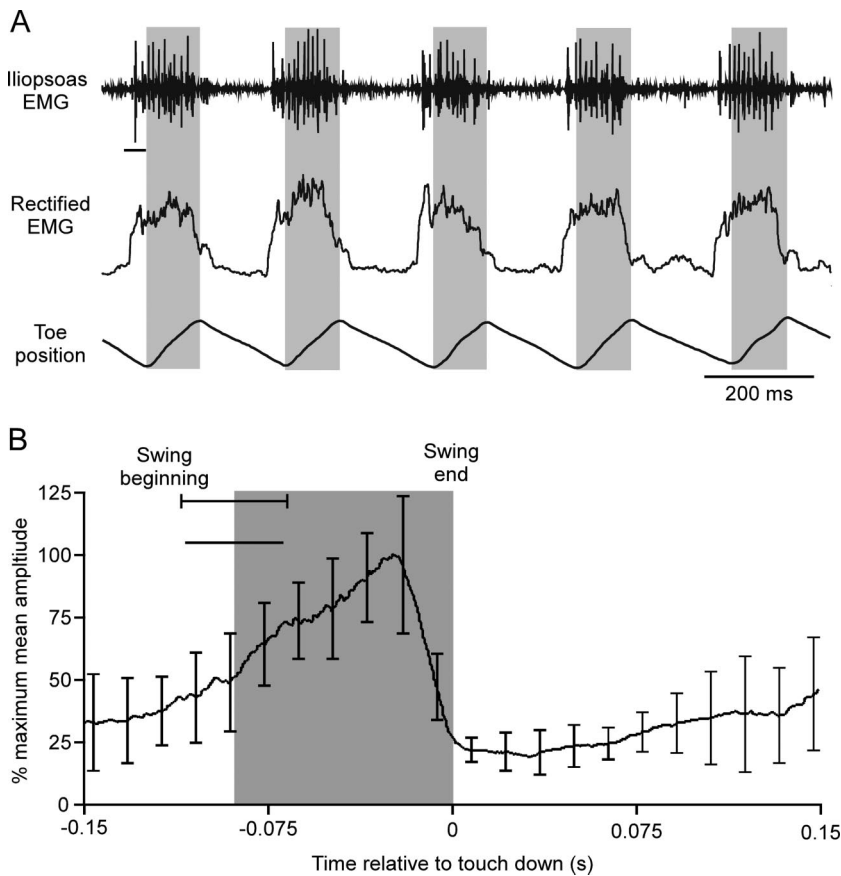 A
Iliopsoas
EMG
Rectified
EMG
Toe
position
200 ms
B
Swing
beginning
Swing
end
% maximum mean ampltiude
125
100
75
50
25
0
-0.15
-0.075
0
0.075
0.15
Time relative to touch down (s)